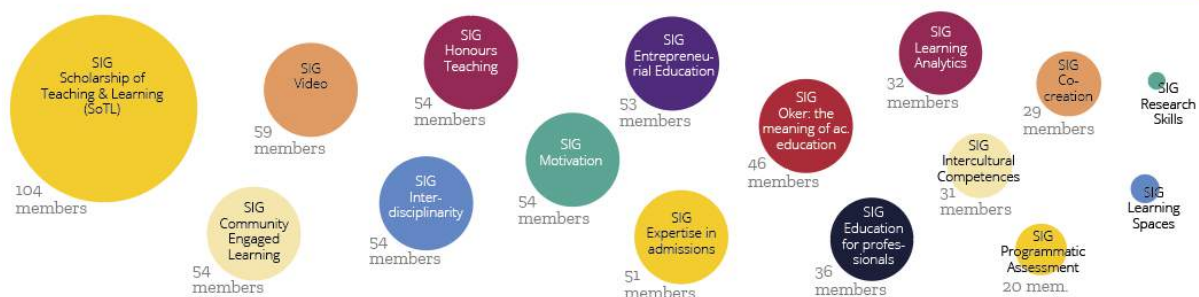 SIG
Scholarship of
Teaching & Learning
(SoTL)
104
members
SIG
Video
59
members
SIG
Community
Engaged
Learning
54
members
SIG
Honours
Teaching
54
members
SIG
Inter-
disciplinarity
54
members
SIG
Motivation
54
members
SIG
Entrepreneu-
rial Education
53
members
SIG
Expertise in
admissions
51
members
SIG
Oker: the
meaning of ac.
education
46
members
SIG
Education
for profes-
sionals
36
members
SIG
Learning
Analytics
32
members
SIG
Intercultural
Competences
31
members
SIG
Co-
creation
29
members
SIG
Programmatic
Assessment
20 mem.
SIG
Research
Skills
SIG
Learning
Spaces